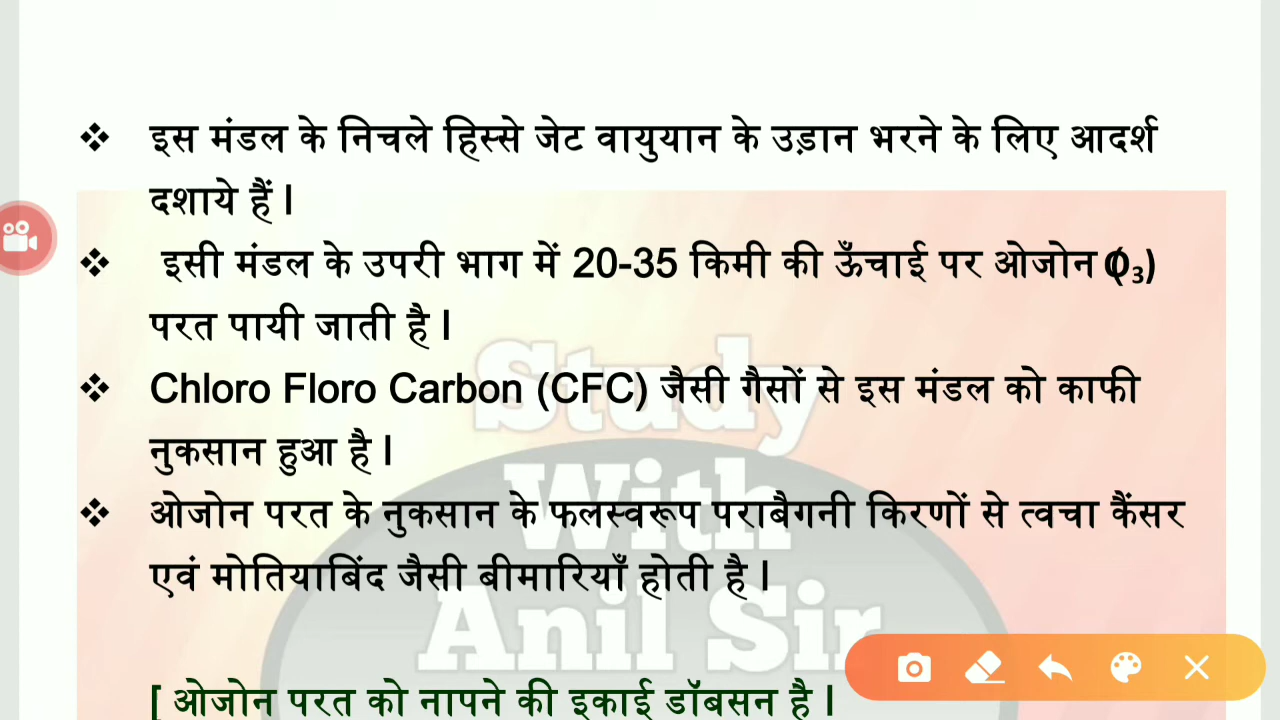 ❖ इस मंडल के निचले हिस्से जेट वायुयान के उड़ान भरने के लिए आदर्श
दशाये हैं l
❖ इसी मंडल के उपरी भाग में 20-35 किमी की ऊँचाई पर ओजोन (O₃)
परत पायी जाती है l
❖ Chloro Floro Carbon (CFC) जैसी गैसों से इस मंडल को काफी
नुकसान हुआ है l
❖ ओजोन परत के नुकसान के फलस्वरूप पराबैगनी किरणों से त्वचा कैंसर
एवं मोतियाबिंद जैसी बीमारियाँ होती है l
[ ओजोन परत को नापने की इकाई डॉबसन है l
Study
With
Anil Sir